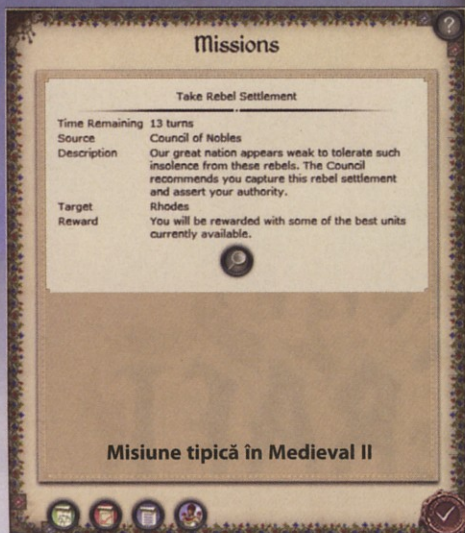 Missions
Take Rebel Settlement
Time Remaining 13 turns
Source Council of Nobles
Description Our great nation appears weak to tolerate such
insolence from these rebels. The Council
recommends you capture this rebel settlement
and assert your authority.
Target Rhodes
Reward You will be rewarded with some of the best units
currently available.
Misiune tipică în Medieval II
?